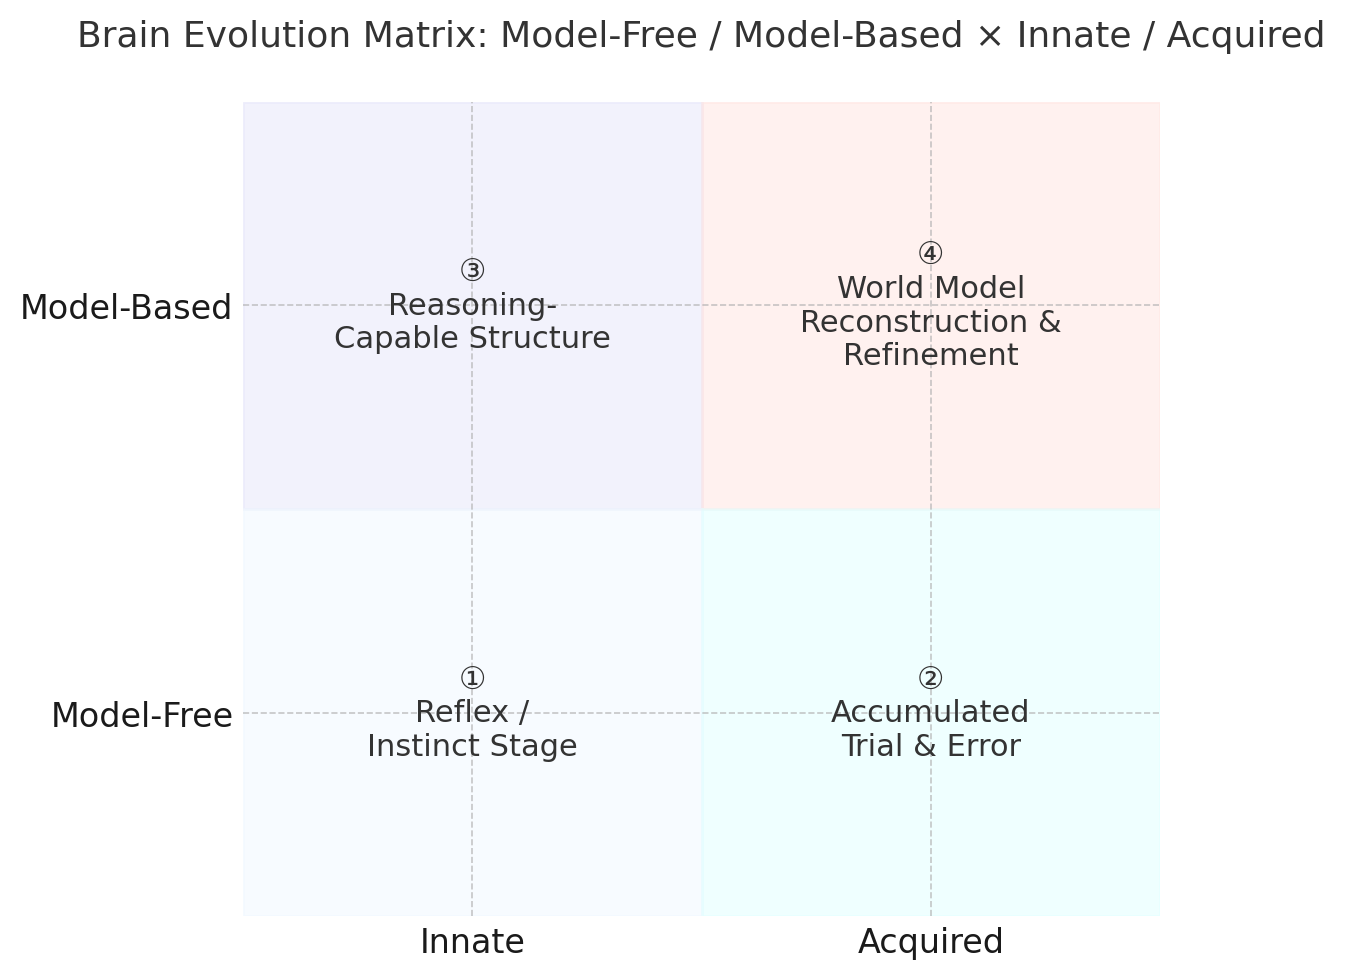 Brain Evolution Matrix: Model-Free / Model-Based × Innate / Acquired
Model-Based
③
Reasoning-
Capable Structure
④
World Model
Reconstruction &
Refinement
Model-Free
①
Reflex /
Instinct Stage
②
Accumulated
Trial & Error
Innate
Acquired